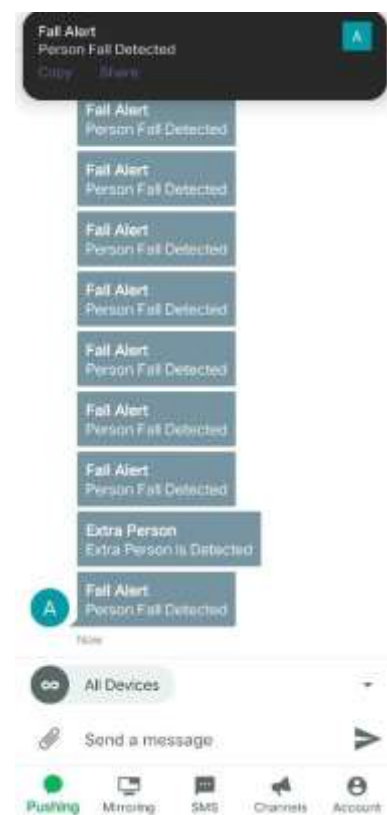 Fall Alert
Person Fall Detected
A
Copy Share
Fall Alert
Person Fall Detected
Fall Alert
Person Fall Detected
Fall Alert
Person Fall Detected
Fall Alert
Person Fall Detected
Fall Alert
Person Fall Detected
Fall Alert
Person Fall Detected
Fall Alert
Person Fall Detected
Extra Person
Extra Person is Detected
Fall Alert
Person Fall Detected
A
Now
All Devices
Send a message
Pushing Mirroring SMS Channels Account